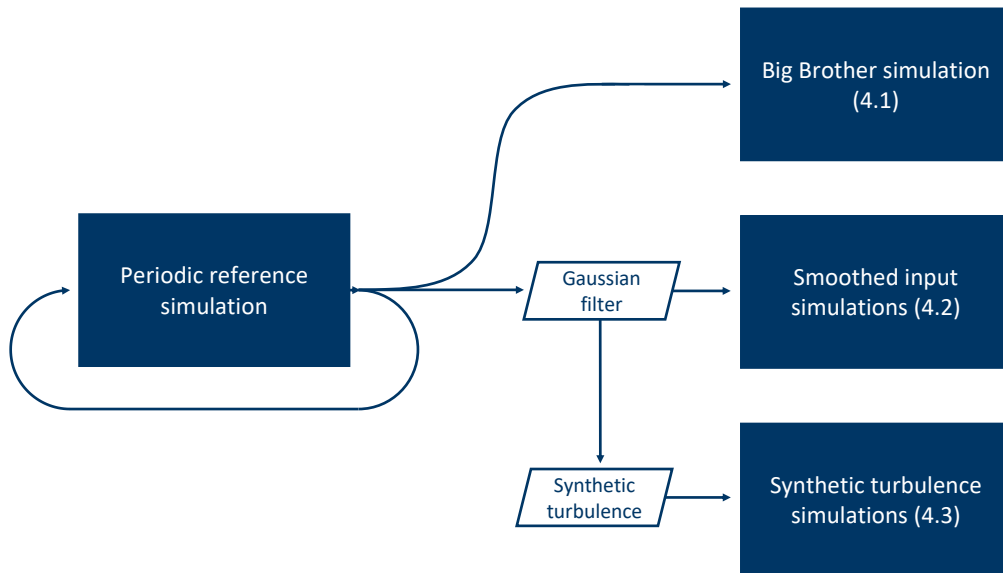 Big Brother simulation
(4.1)
Periodic reference
simulation
Gaussian
filter
Smoothed input
simulations (4.2)
Synthetic
turbulence
Synthetic turbulence
simulations (4.3)